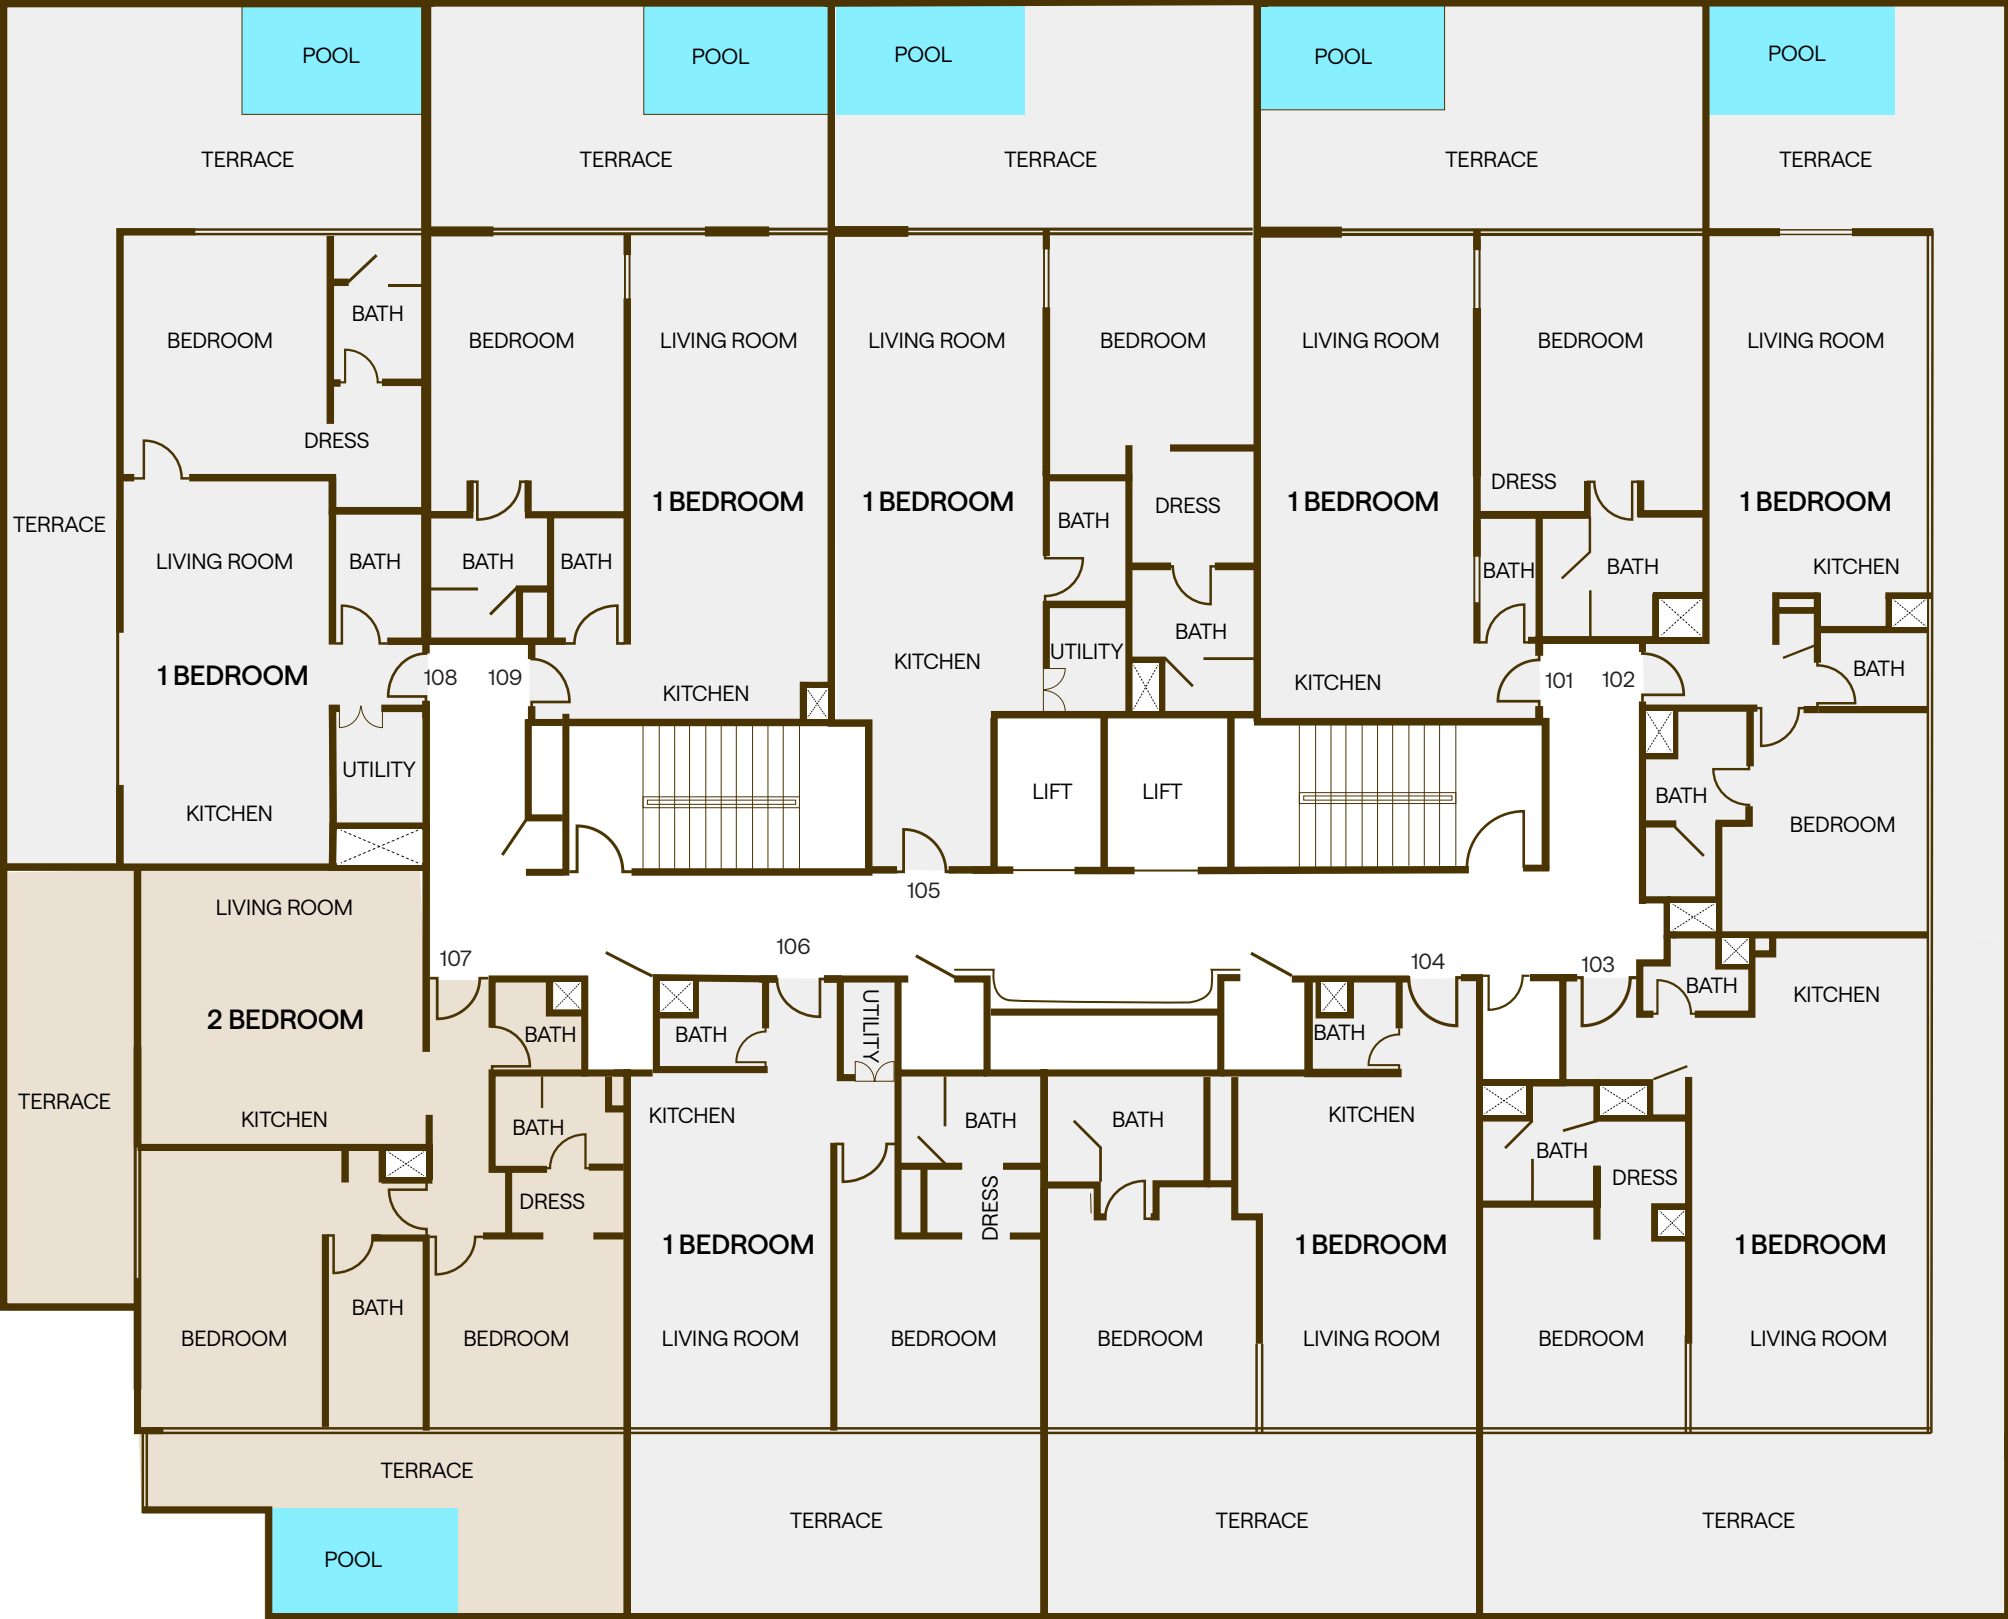 POOL
POOL
POOL
POOL
POOL
TERRACE
TERRACE
TERRACE
TERRACE
TERRACE
BATH
BEDROOM
BEDROOM
LIVING ROOM
LIVING ROOM
BEDROOM
LIVING ROOM
BEDROOM
LIVING ROOM
DRESS
DRESS
1 BEDROOM
1 BEDROOM
DRESS
1 BEDROOM
1 BEDROOM
TERRACE
BATH
LIVING ROOM
BATH
BATH
BATH
BATH
BATH
KITCHEN
BATH
1 BEDROOM
108
109
KITCHEN
KITCHEN
UTILITY
KITCHEN
101
102
BATH
UTILITY
LIFT
LIFT
BATH
KITCHEN
BEDROOM
105
LIVING ROOM
107
106
104
103
2 BEDROOM
BATH
BATH
UTILITY
BATH
BATH
KITCHEN
TERRACE
KITCHEN
BATH
KITCHEN
BATH
BATH
KITCHEN
BATH
DRESS
DRESS
DRESS
1 BEDROOM
1 BEDROOM
1 BEDROOM
BATH
BEDROOM
BEDROOM
LIVING ROOM
BEDROOM
BEDROOM
LIVING ROOM
BEDROOM
LIVING ROOM
TERRACE
TERRACE
TERRACE
TERRACE
POOL